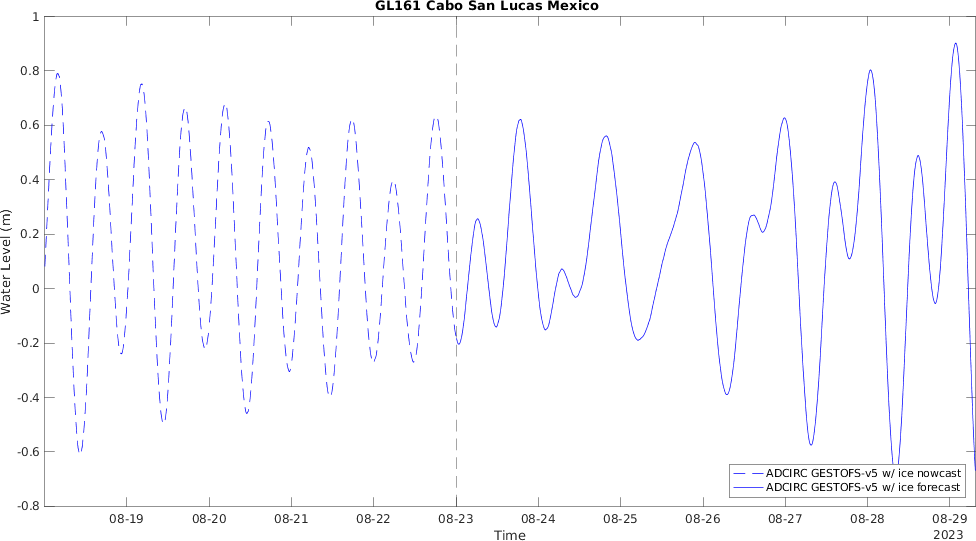 GL161 Cabo San Lucas Mexico
1
0.8
0.6
0.4
0.2
0
-0.2
-0.4
-0.6
-0.8
Water Level (m)
ADCIRC GESTOFS-v5 w/ ice nowcast
ADCIRC GESTOFS-v5 w/ ice forecast
08-19 08-20 08-21 08-22 08-23 08-24 08-25 08-26 08-27 08-28 08-29
2023
Time